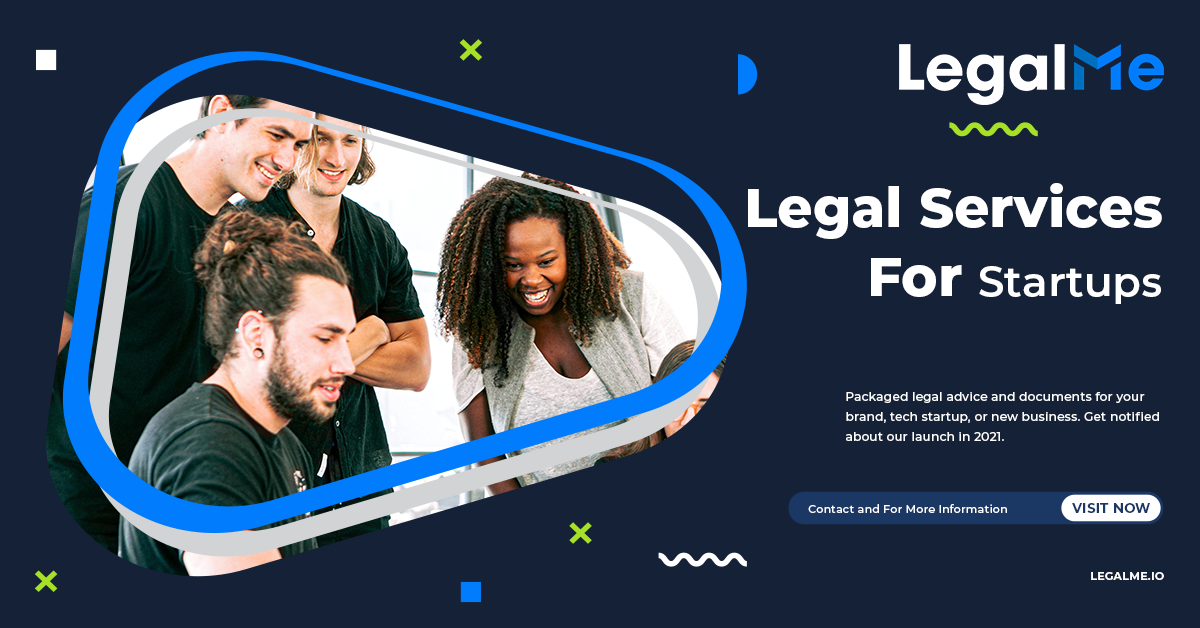 LegalMe
Legal Services
For Startups
Packaged legal advice and documents for your
brand, tech startup, or new business. Get notified
about our launch in 2021.
Contact and For More Information
VISIT NOW
LEGALME.IO